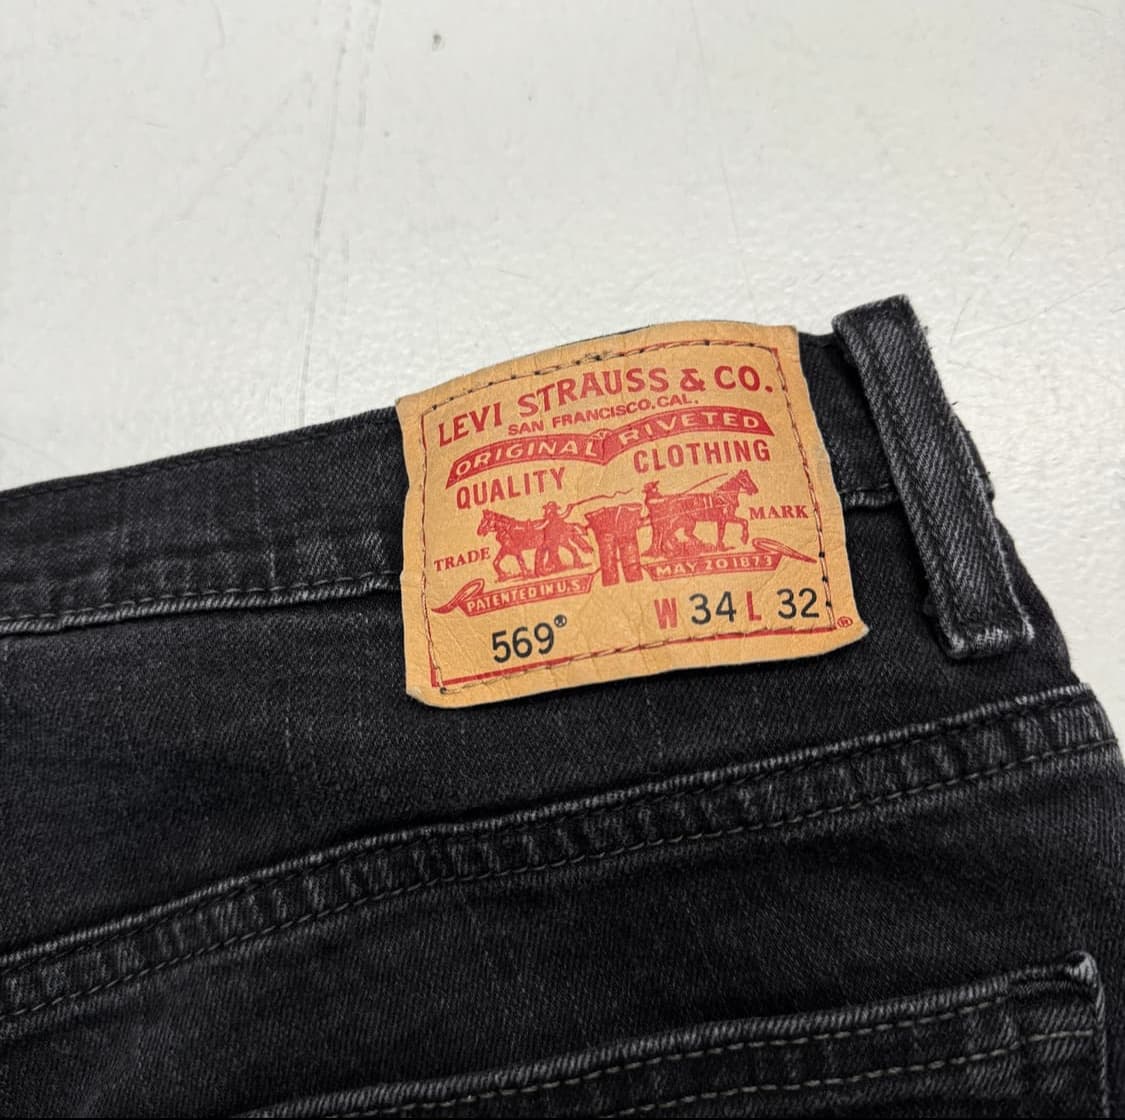 LEVI STRAUSS & CO.
SAN FRANCISCO, CAL.
ORIGINAL RIVETED
QUALITY CLOTHING
TRADE MARK
PATENTED IN U.S. MAY 20 1873
569® W 34 L 32 ®